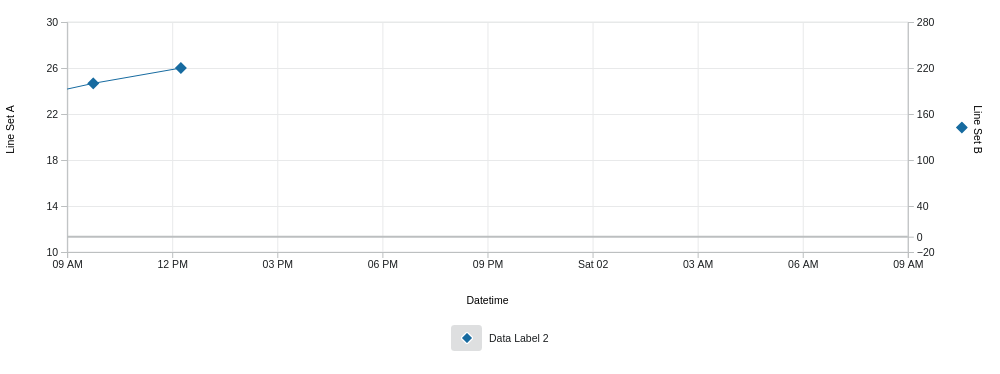 30
26
22
18
14
10
Line Set A
280
220
160
100
40
0
−20
Line Set B
09 AM 12 PM 03 PM 06 PM 09 PM Sat 02 03 AM 06 AM 09 AM
Datetime
Data Label 2